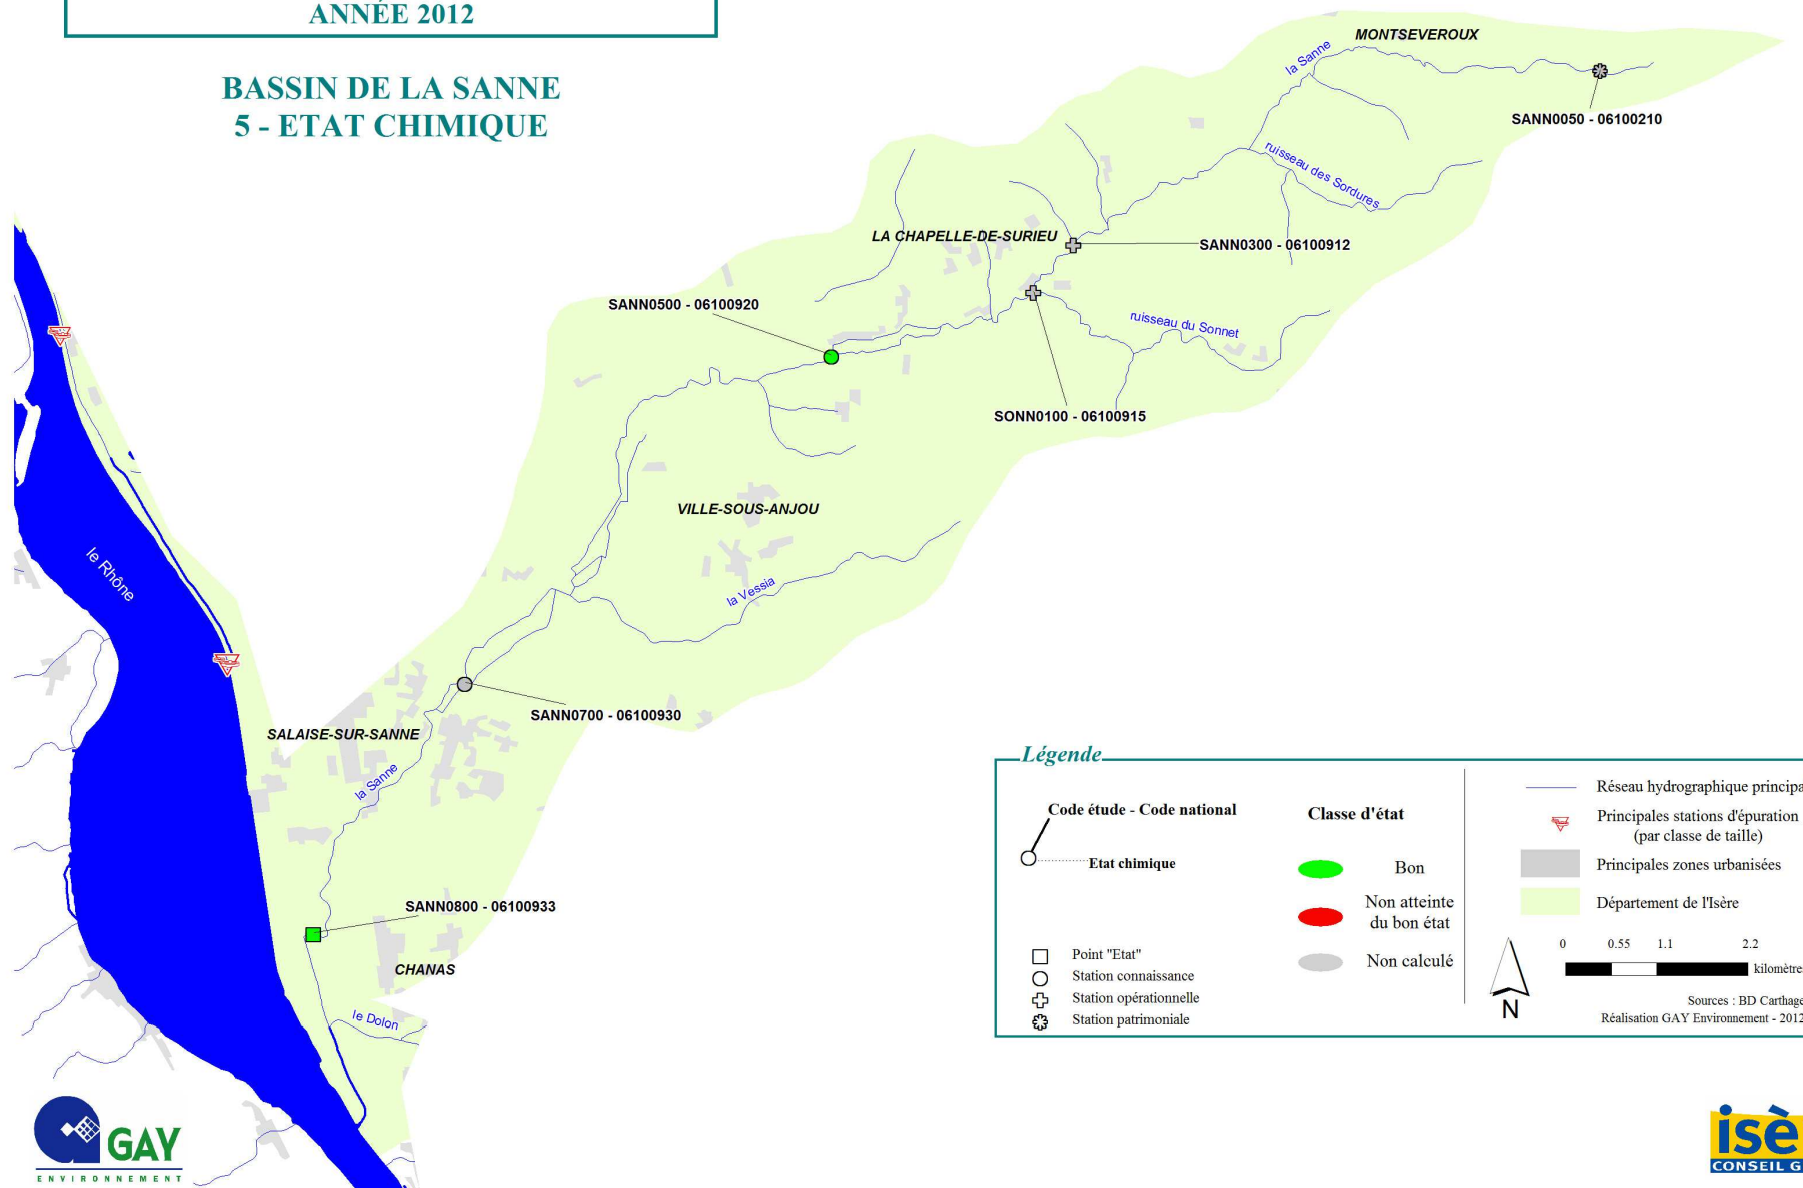 ANNÉE 2012
BASSIN DE LA SANNE
5 - ETAT CHIMIQUE
MONTSEVEROUX
la Sanne
SANN0050 - 06100210
ruisseau des Sordures
LA CHAPELLE-DE-SURIEU
SANN0300 - 06100912
SANN0500 - 06100920
ruisseau du Sonnet
SONN0100 - 06100915
VILLE-SOUS-ANJOU
le Rhône
la Vessia
SANN0700 - 06100930
SALAISE-SUR-SANNE
la Sanne
SANN0800 - 06100933
CHANAS
le Dolon
Légende
Code étude - Code national
Etat chimique
Point "Etat"
Station connaissance
Station opérationnelle
Station patrimoniale
Classe d'état
Bon
Non atteinte
du bon état
Non calculé
Réseau hydrographique principa
Principales stations d'épuration
(par classe de taille)
Principales zones urbanisées
Département de l'Isère
0 0.55 1.1 2.2
kilomètre
N
Sources : BD Carthage
Réalisation GAY Environnement - 2012
GAY
ENVIRONNEMENT
isè
CONSEIL G